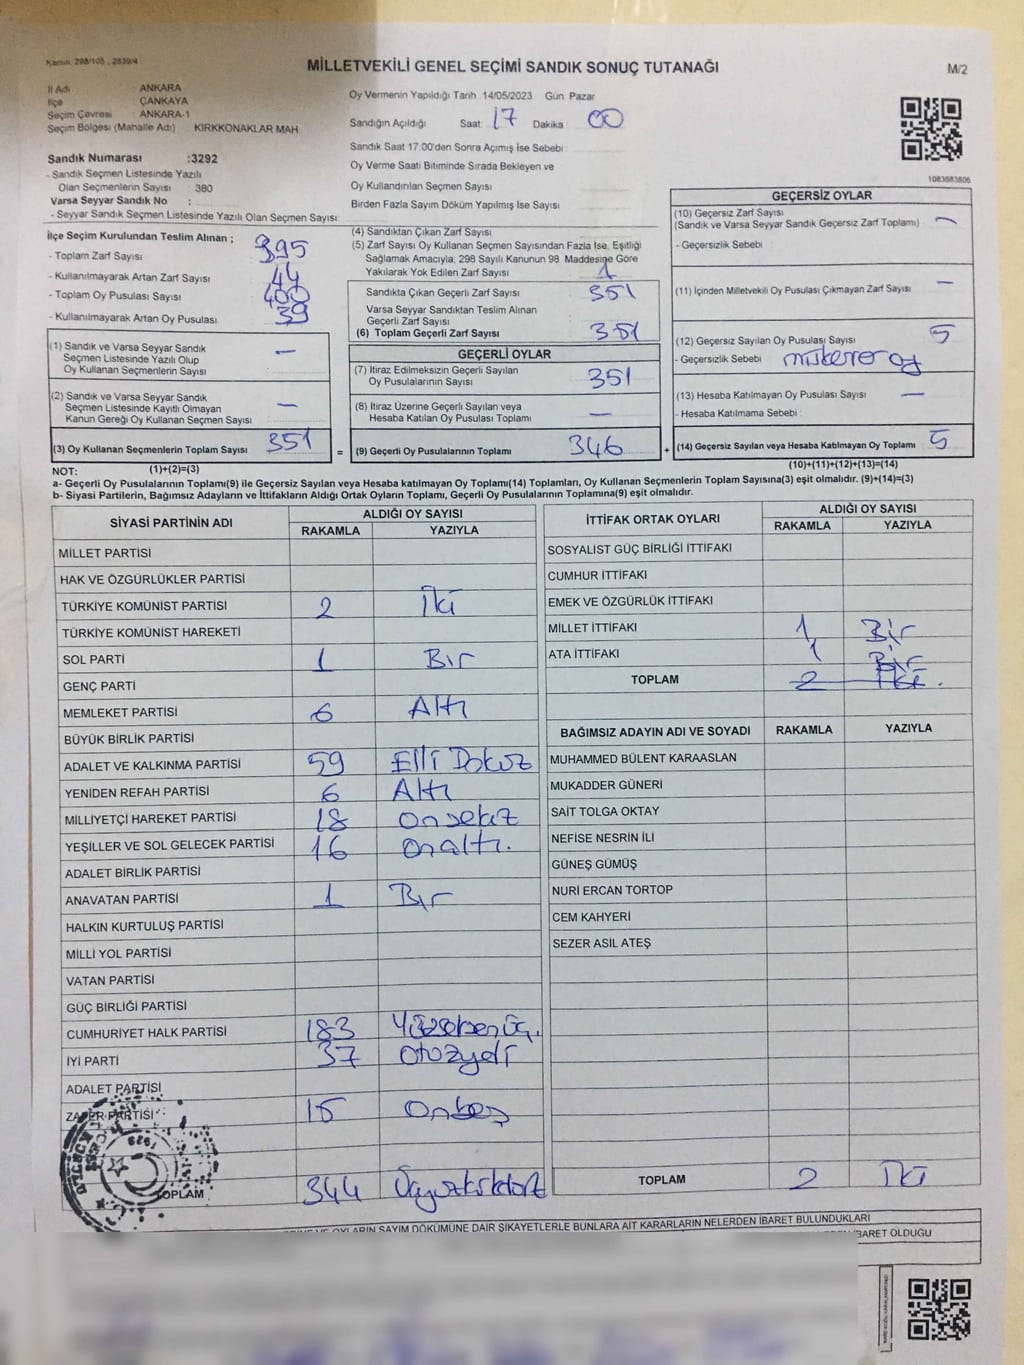 Kanun: 298/105 , 2839/4
MİLLETVEKİLİ GENEL SEÇİMİ SANDIK SONUÇ TUTANAĞI
M/2
İl Adı ANKARA
İlçe ÇANKAYA
Seçim Çevresi ANKARA-1
Seçim Bölgesi (Mahalle Adı) KIRKKONAKLAR MAH
Sandık Numarası :3292
- Sandık Seçmen Listesinde Yazılı
Olan Seçmenlerin Sayısı : 380
Varsa Seyyar Sandık No :
- Seyyar Sandık Seçmen Listesinde Yazılı Olan Seçmen Sayısı :
Oy Vermenin Yapıldığı Tarih 14/05/2023 Gün Pazar
Sandığın Açıldığı Saat 17 Dakika 00
Sandık Saat 17:00'den Sonra Açılmış İse Sebebi :
Oy Verme Saati Bitiminde Sırada Bekleyen ve
Oy Kullandırılan Seçmen Sayısı :
Birden Fazla Sayım Döküm Yapılmış İse Sayısı :
1083683806
İlçe Seçim Kurulundan Teslim Alınan ;
- Toplam Zarf Sayısı : 395
- Kullanılmayarak Artan Zarf Sayısı : 44
- Toplam Oy Pusulası Sayısı : 400
- Kullanılmayarak Artan Oy Pusulası : 39
(1) Sandık ve Varsa Seyyar Sandık
Seçmen Listesinde Yazılı Olup
Oy Kullanan Seçmenlerin Sayısı : —
(2) Sandık ve Varsa Seyyar Sandık
Seçmen Listesinde Kayıtlı Olmayan
Kanun Gereği Oy Kullanan Seçmen Sayısı : —
(3) Oy Kullanan Seçmenlerin Toplam Sayısı : 351
=
(4) Sandıktan Çıkan Zarf Sayısı :
(5) Zarf Sayısı Oy Kullanan Seçmen Sayısından Fazla İse, Eşitliği
Sağlamak Amacıyla; 298 Sayılı Kanunun 98. Maddesine Göre
Yakılarak Yok Edilen Zarf Sayısı : 1
Sandıkta Çıkan Geçerli Zarf Sayısı : 351
Varsa Seyyar Sandıktan Teslim Alınan
Geçerli Zarf Sayısı :
(6) Toplam Geçerli Zarf Sayısı : 351
GEÇERLİ OYLAR
(7) İtiraz Edilmeksizin Geçerli Sayılan
Oy Pusulalarının Sayısı : 351
(8) İtiraz Üzerine Geçerli Sayılan veya
Hesaba Katılan Oy Pusulası Toplamı : —
(9) Geçerli Oy Pusulalarının Toplamı : 346
+
GEÇERSİZ OYLAR
(10) Geçersiz Zarf Sayısı
(Sandık ve Varsa Seyyar Sandık Geçersiz Zarf Toplamı) : —
- Geçersizlik Sebebi :
(11) İçinden Milletvekili Oy Pusulası Çıkmayan Zarf Sayısı : —
(12) Geçersiz Sayılan Oy Pusulası Sayısı : 5
- Geçersizlik Sebebi : mükerrer oy
(13) Hesaba Katılmayan Oy Pusulası Sayısı : —
- Hesaba Katılmama Sebebi :
(14) Geçersiz Sayılan veya Hesaba Katılmayan Oy Toplamı : 5
NOT: (1)+(2)=(3)
(10)+(11)+(12)+(13)=(14)
a- Geçerli Oy Pusulalarının Toplamı(9) ile Geçersiz Sayılan veya Hesaba katılmayan Oy Toplamı(14) Toplamları, Oy Kullanan Seçmenlerin Toplam Sayısına(3) eşit olmalıdır. (9)+(14)=(3)
b- Siyasi Partilerin, Bağımsız Adayların ve İttifakların Aldığı Ortak Oyların Toplamı, Geçerli Oy Pusulalarının Toplamına(9) eşit olmalıdır.
SİYASİ PARTİNİN ADI ALDIĞI OY SAYISI
RAKAMLA YAZIYLA
MİLLET PARTİSİ
HAK VE ÖZGÜRLÜKLER PARTİSİ
TÜRKİYE KOMÜNİST PARTİSİ 2 İki
TÜRKİYE KOMÜNİST HAREKETİ
SOL PARTİ 1 Bir
GENÇ PARTİ
MEMLEKET PARTİSİ 6 Altı
BÜYÜK BİRLİK PARTİSİ
ADALET VE KALKINMA PARTİSİ 59 Elli Dokuz
YENİDEN REFAH PARTİSİ 6 Altı
MİLLİYETÇİ HAREKET PARTİSİ 18 Onsekiz
YEŞİLLER VE SOL GELECEK PARTİSİ 16 Onaltı.
ADALET BİRLİK PARTİSİ
ANAVATAN PARTİSİ 1 Bir
HALKIN KURTULUŞ PARTİSİ
MİLLİ YOL PARTİSİ
VATAN PARTİSİ
GÜÇ BİRLİĞİ PARTİSİ
CUMHURİYET HALK PARTİSİ 183 Yüzseksenüç.
İYİ PARTİ 37 Otuzyedi
ADALET PARTİSİ
ZAFER PARTİSİ 15 Onbeş
TOPLAM 344 Üçyüzkırkdört
İTTİFAK ORTAK OYLARI ALDIĞI OY SAYISI
RAKAMLA YAZIYLA
SOSYALIST GÜÇ BİRLİĞİ İTTİFAKI
CUMHUR İTTİFAKI
EMEK VE ÖZGÜRLÜK İTTİFAKI
MİLLET İTTİFAKI 1 Bir
ATA İTTİFAKI 1 Bir
TOPLAM 2 İki.
BAĞIMSIZ ADAYIN ADI VE SOYADI RAKAMLA YAZIYLA
MUHAMMED BÜLENT KARAASLAN
MUKADDER GÜNERİ
SAİT TOLGA OKTAY
NEFİSE NESRİN İLİ
GÜNEŞ GÜMÜŞ
NURİ ERCAN TORTOP
CEM KAHYERİ
SEZER ASİL ATEŞ
TOPLAM 2 İki
VE OYLARIN SAYIM DÖKÜMÜNE DAİR ŞİKAYETLERLE BUNLARA AİT KARARLARIN NELERDEN İBARET BULUNDUKLARI
İBARET OLDUĞU